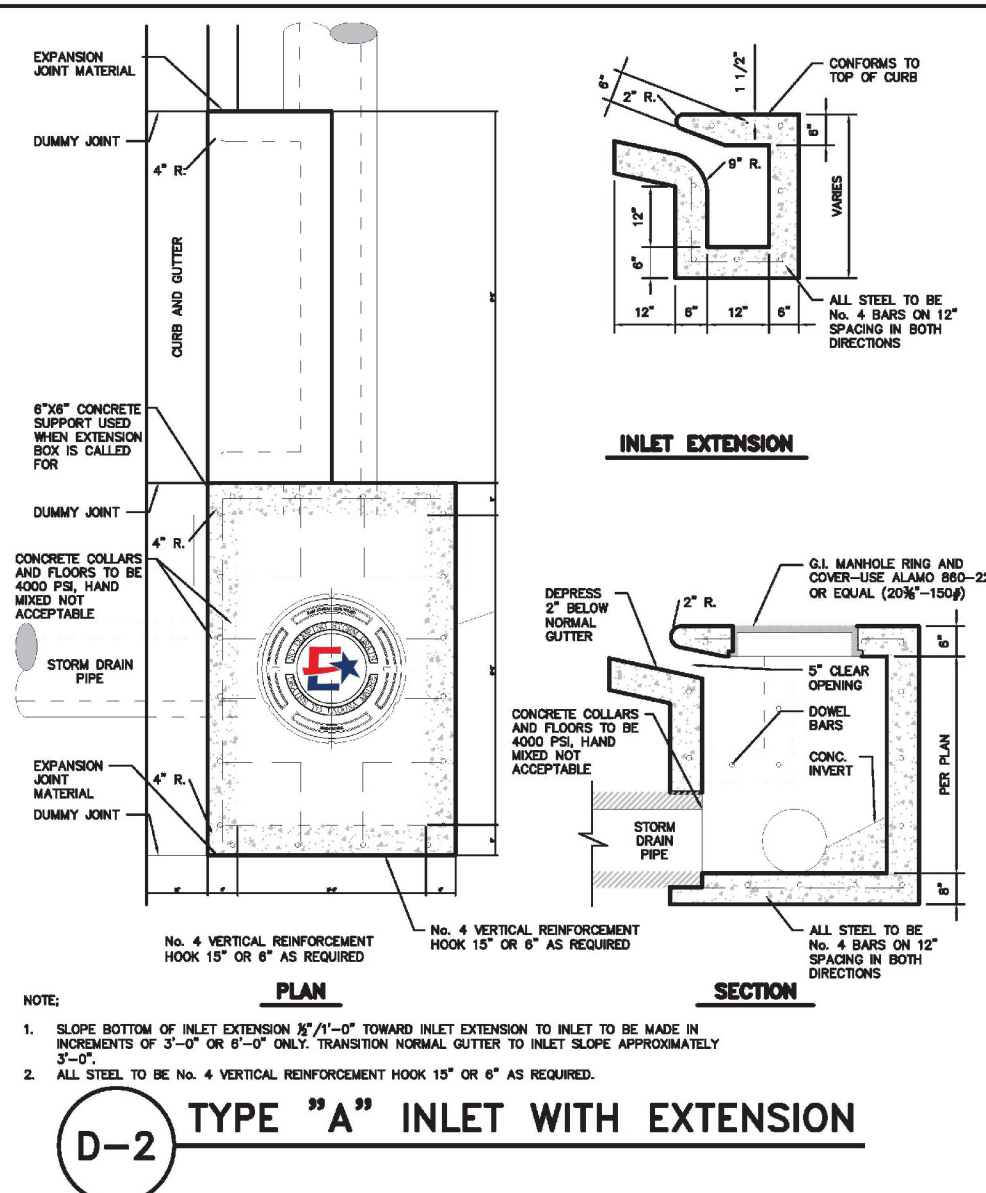 EXPANSION
JOINT MATERIAL
DUMMY JOINT
4" R.
CURB AND GUTTER
6"X6" CONCRETE
SUPPORT USED
WHEN EXTENSION
BOX IS CALLED
FOR
DUMMY JOINT
4" R.
CONCRETE COLLARS
AND FLOORS TO BE
4000 PSI, HAND
MIXED NOT
ACCEPTABLE
STORM DRAIN
PIPE
EXPANSION
JOINT
MATERIAL
4" R.
DUMMY JOINT
No. 4 VERTICAL REINFORCEMENT
HOOK 15" OR 6" AS REQUIRED
No. 4 VERTICAL REINFORCEMENT
HOOK 15" OR 6" AS REQUIRED
PLAN
6"
2" R.
1 1/2"
CONFORMS TO
TOP OF CURB
6"
9" R.
VARIES
12"
6"
12"
6"
12"
6"
ALL STEEL TO BE
No. 4 BARS ON 12"
SPACING IN BOTH
DIRECTIONS
INLET EXTENSION
G.I. MANHOLE RING AND
COVER-USE ALAMO 860-22
OR EQUAL (20⅜"-150#)
DEPRESS
2" BELOW
NORMAL
GUTTER
2" R.
6"
5" CLEAR
OPENING
CONCRETE COLLARS
AND FLOORS TO BE
4000 PSI, HAND
MIXED NOT
ACCEPTABLE
DOWEL
BARS
CONC.
INVERT
PER PLAN
STORM
DRAIN
PIPE
8"
ALL STEEL TO BE
No. 4 BARS ON 12"
SPACING IN BOTH
DIRECTIONS
SECTION
NOTE;
1. SLOPE BOTTOM OF INLET EXTENSION ½"/1'-0" TOWARD INLET EXTENSION TO INLET TO BE MADE IN
INCREMENTS OF 3'-0" OR 6'-0" ONLY. TRANSITION NORMAL GUTTER TO INLET SLOPE APPROXIMATELY
3'-0".
2. ALL STEEL TO BE No. 4 VERTICAL REINFORCEMENT HOOK 15" OR 6" AS REQUIRED.
D-2
TYPE "A" INLET WITH EXTENSION